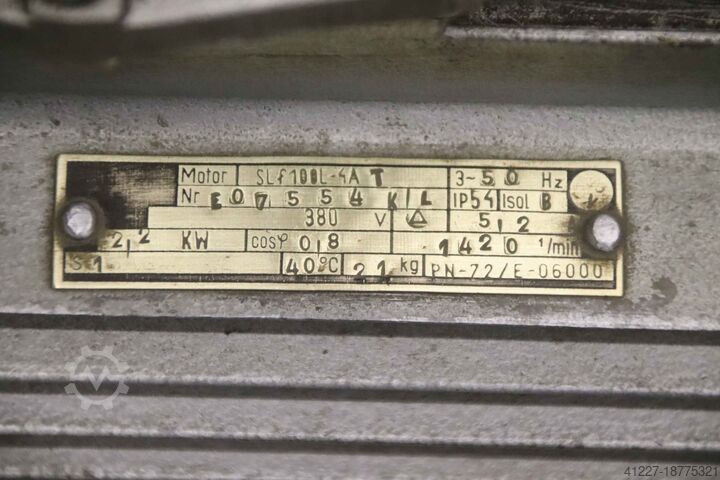 Motor SLf100L-4A T 3~50 Hz
Nr E07554 K/L IP54 Isol B
380 V △ 5,2
2,2 KW cosφ 0,8 1420 1/min
S1 40°C 21 kg PN-72/E-06000
41227-18775321